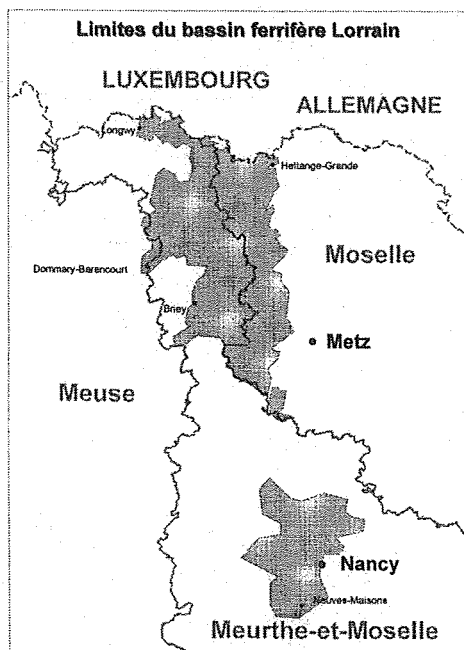 Limites du bassin ferrifère Lorrain
LUXEMBOURG
ALLEMAGNE
Longwy
Hettange-Grande
Moselle
Dommary-Barencourt
Briey
Metz
Meuse
Nancy
Neuves-Maisons
Meurthe-et-Moselle